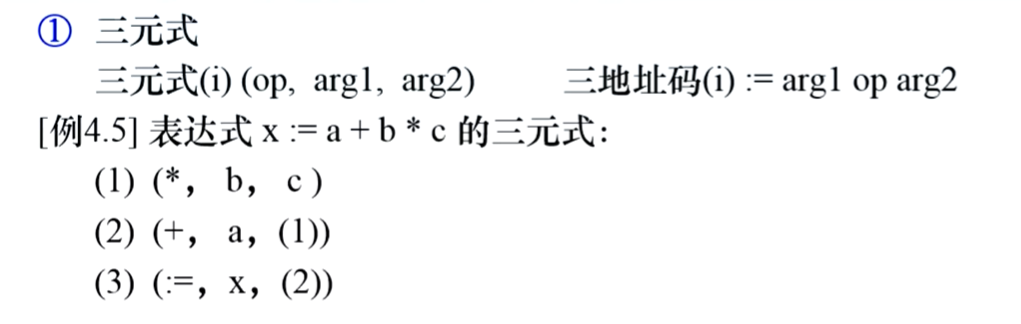 ① 三元式
三元式(i) (op, arg1, arg2) 三地址码(i) := arg1 op arg2
[例4.5] 表达式 x := a + b * c 的三元式：
(1) (*, b, c )
(2) (+, a, (1))
(3) (:=, x, (2))